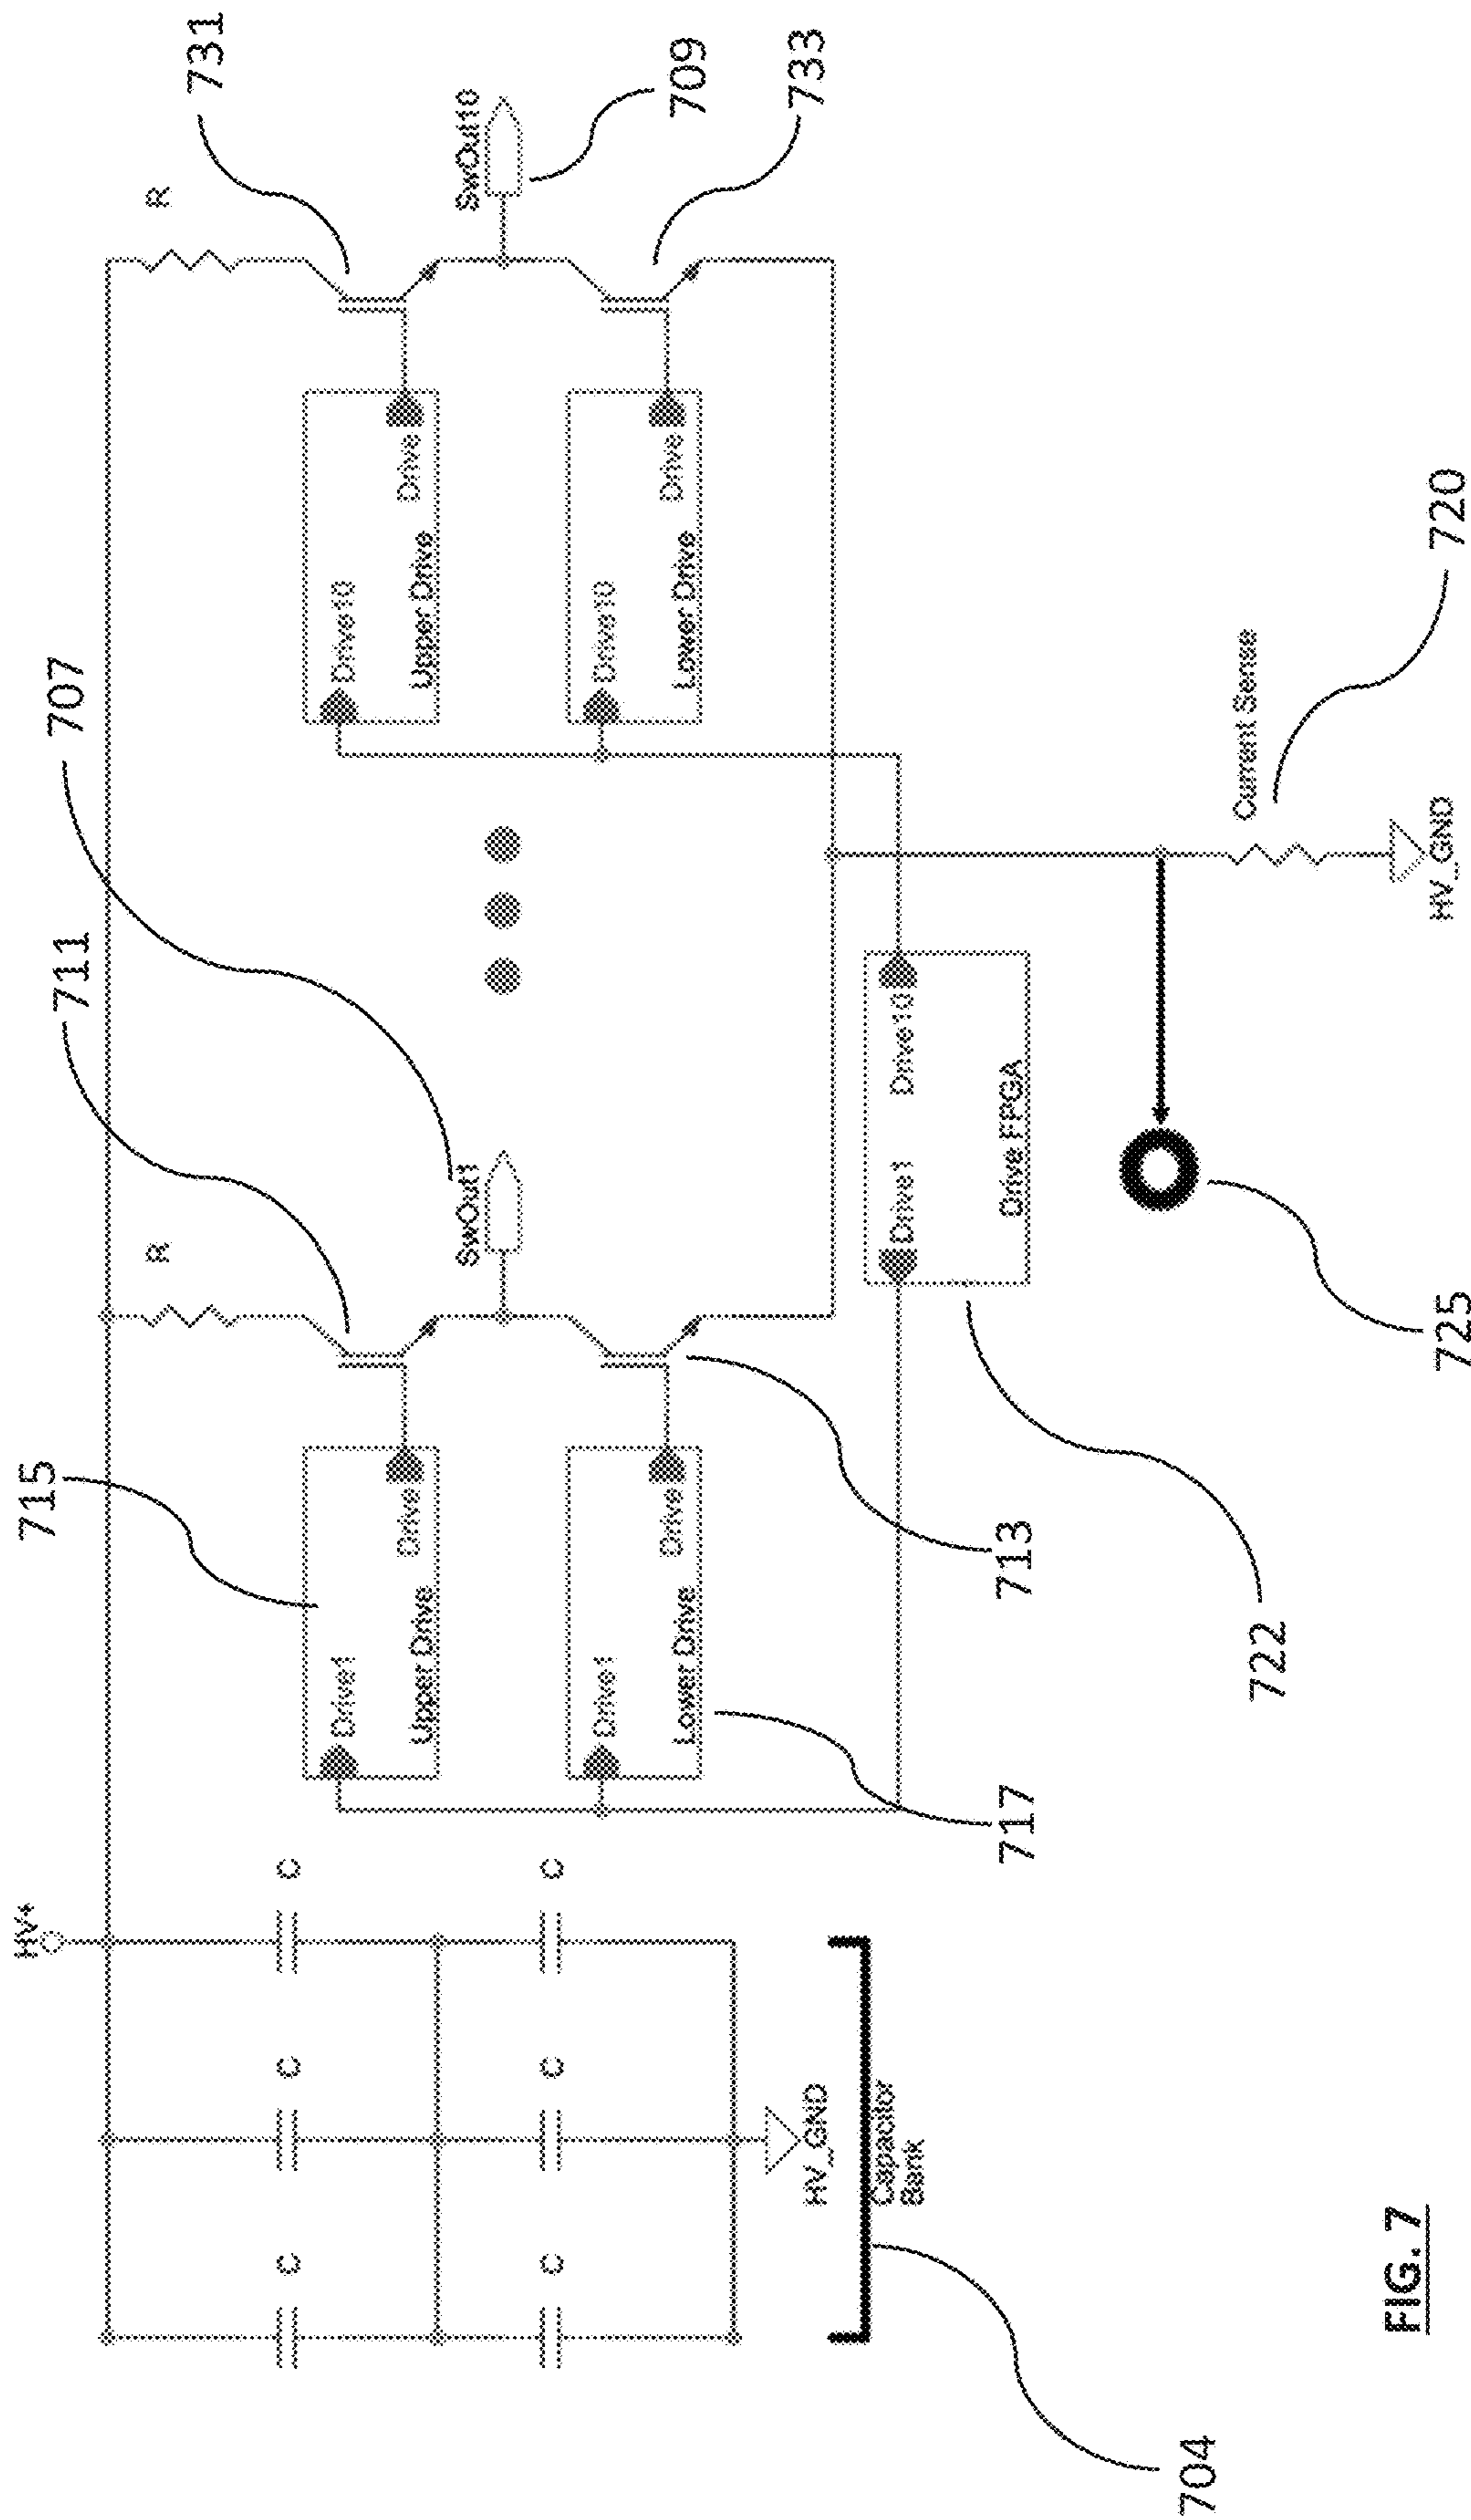 HV+
715
711
707
731
R
R
C
C
C
C
C
C
Drive1
Drive
Upper Drive
Drive1
Drive
Lower Drive
SwOut1
Drive10
Drive
Upper Drive
Drive10
Drive
Lower Drive
SwOut10
709
733
HV_GND
Capacitor
Bank
704
717
713
Drive1
Drive10
Drive FPGA
722
725
Current Sense
720
HV_GND
FIG. 7